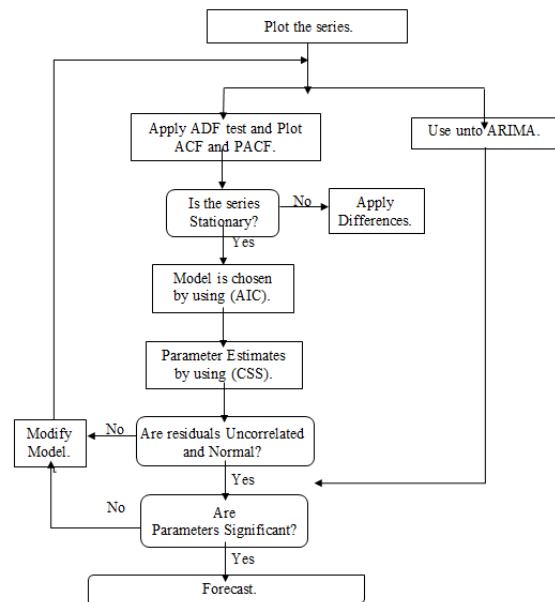 Plot the series.
Apply ADF test and Plot
ACF and PACF.
Use unto ARIMA.
Is the series
Stationary?
No
Apply
Differences.
Yes
Model is chosen
by using (AIC).
Parameter Estimates
by using (CSS).
Modify
Model.
No
Are residuals Uncorrelated
and Normal?
Yes
No
Are
Parameters Significant?
Yes
Forecast.